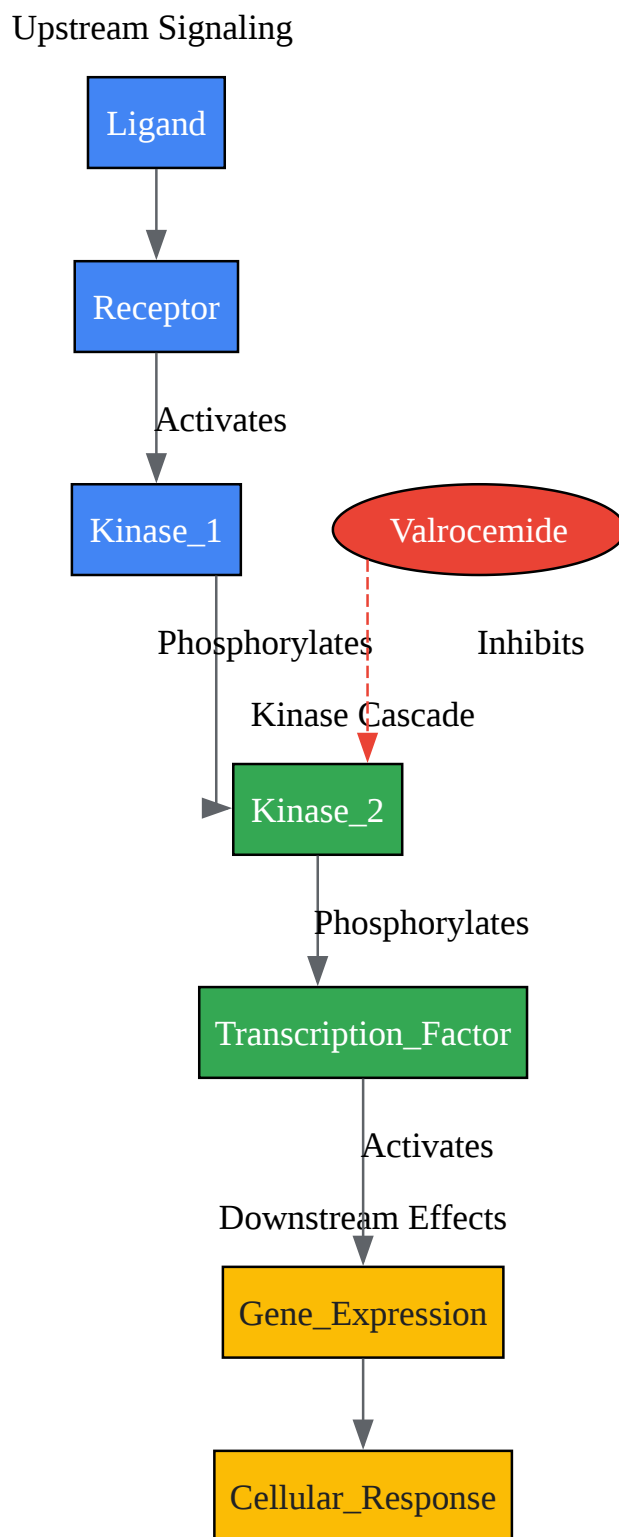 Upstream Signaling
Ligand
Receptor
Activates
Kinase_1
Valrocemide
Phosphorylates
Inhibits
Kinase Cascade
Kinase_2
Phosphorylates
Transcription_Factor
Activates
Downstream Effects
Gene_Expression
Cellular_Response